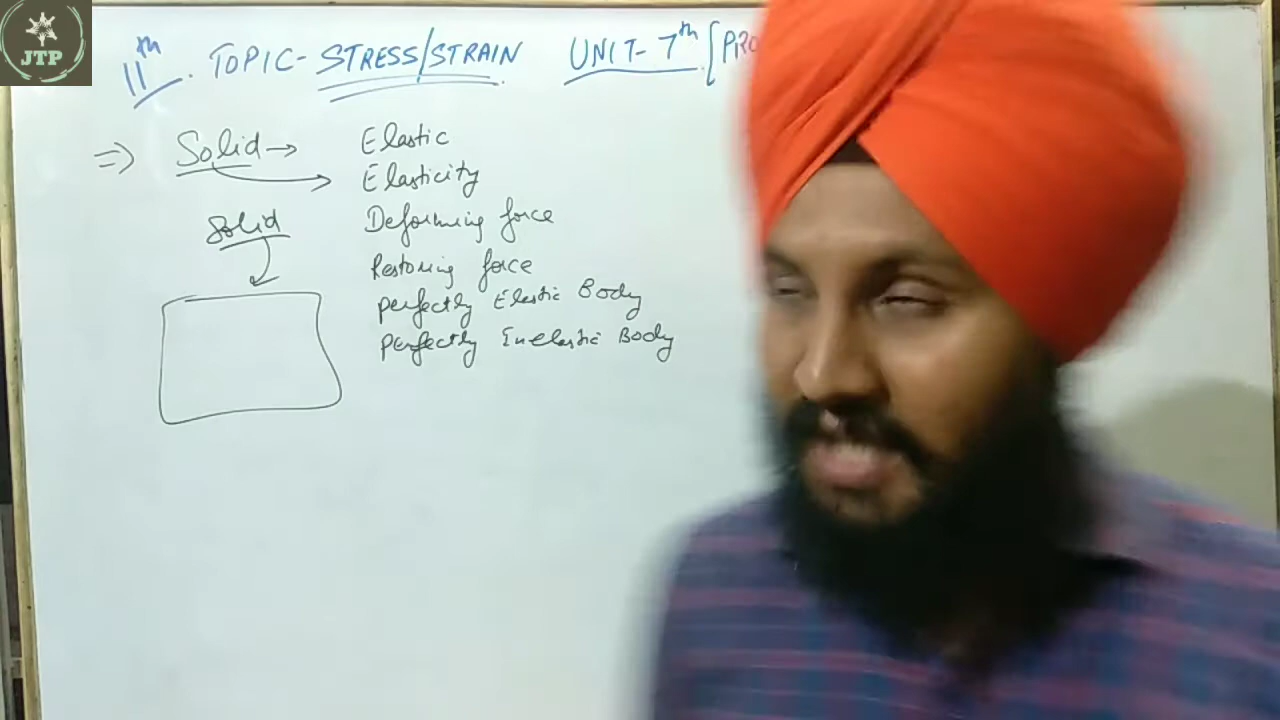 JTP
11th. TOPIC- STRESS/STRAIN UNIT- 7th [PRO
=> Solid → Elastic
Elasticity
Solid Deforming force
Restoring force
Perfectly Elastic Body
Perfectly Inelastic Body